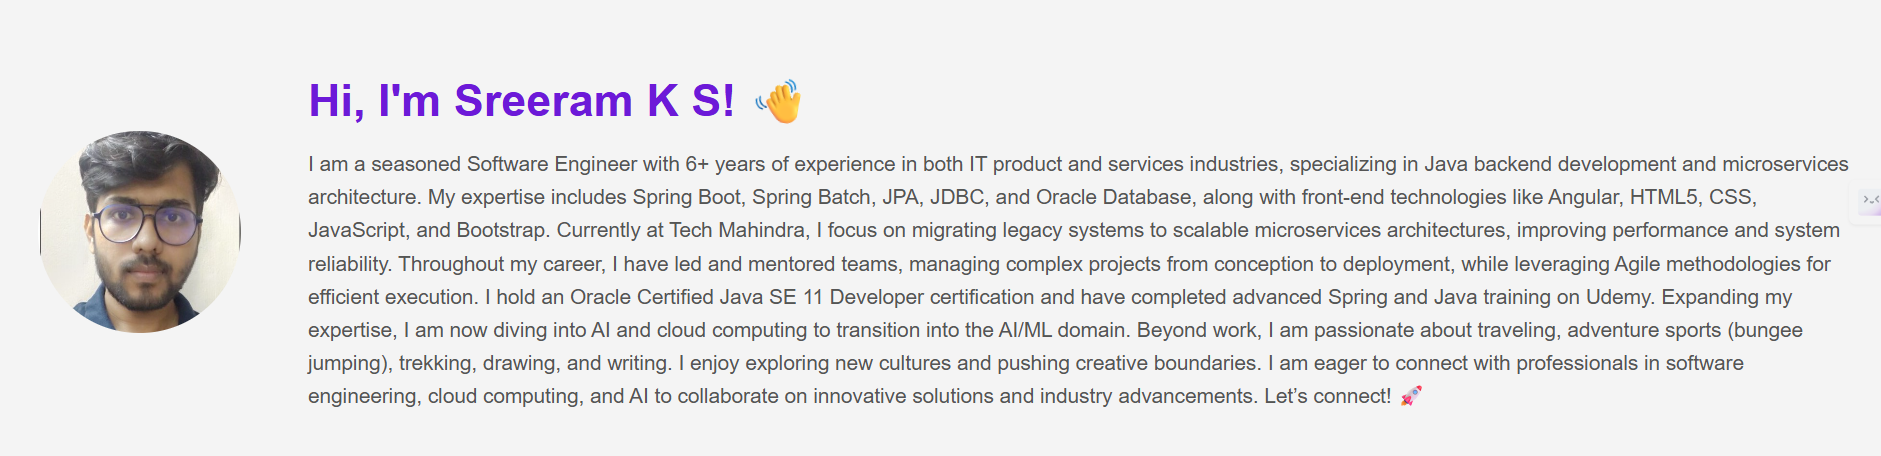 Hi, I'm Sreeram K S! 👋
I am a seasoned Software Engineer with 6+ years of experience in both IT product and services industries, specializing in Java backend development and microservices
architecture. My expertise includes Spring Boot, Spring Batch, JPA, JDBC, and Oracle Database, along with front-end technologies like Angular, HTML5, CSS,
JavaScript, and Bootstrap. Currently at Tech Mahindra, I focus on migrating legacy systems to scalable microservices architectures, improving performance and system
reliability. Throughout my career, I have led and mentored teams, managing complex projects from conception to deployment, while leveraging Agile methodologies for
efficient execution. I hold an Oracle Certified Java SE 11 Developer certification and have completed advanced Spring and Java training on Udemy. Expanding my
expertise, I am now diving into AI and cloud computing to transition into the AI/ML domain. Beyond work, I am passionate about traveling, adventure sports (bungee
jumping), trekking, drawing, and writing. I enjoy exploring new cultures and pushing creative boundaries. I am eager to connect with professionals in software
engineering, cloud computing, and AI to collaborate on innovative solutions and industry advancements. Let’s connect! 🚀